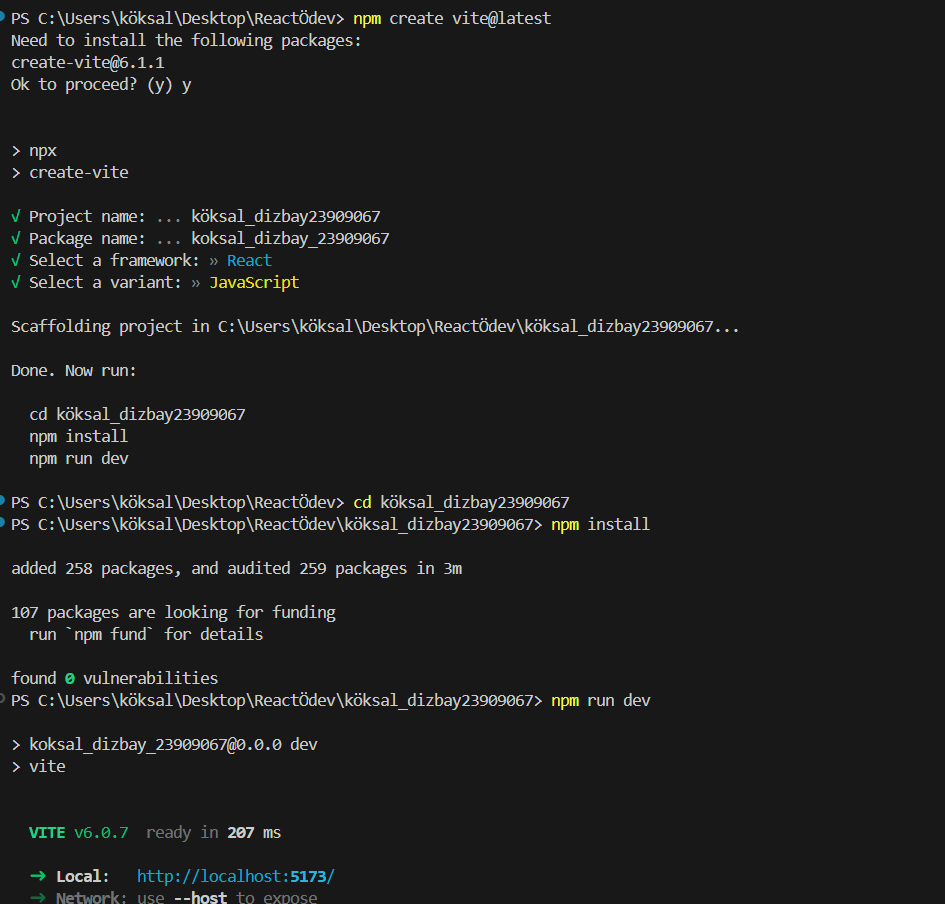 PS C:\Users\köksal\Desktop\ReactÖdev> npm create vite@latest
Need to install the following packages:
create-vite@6.1.1
Ok to proceed? (y) y
> npx
> create-vite
√ Project name: ... köksal_dizbay23909067
√ Package name: ... koksal_dizbay_23909067
√ Select a framework: » React
√ Select a variant: » JavaScript
Scaffolding project in C:\Users\köksal\Desktop\ReactÖdev\köksal_dizbay23909067...
Done. Now run:
cd köksal_dizbay23909067
npm install
npm run dev
PS C:\Users\köksal\Desktop\ReactÖdev> cd köksal_dizbay23909067
PS C:\Users\köksal\Desktop\ReactÖdev\köksal_dizbay23909067> npm install
added 258 packages, and audited 259 packages in 3m
107 packages are looking for funding
run `npm fund` for details
found 0 vulnerabilities
PS C:\Users\köksal\Desktop\ReactÖdev\köksal_dizbay23909067> npm run dev
> koksal_dizbay_23909067@0.0.0 dev
> vite
VITE v6.0.7 ready in 207 ms
➜ Local: http://localhost:5173/
➜ Network: use --host to expose